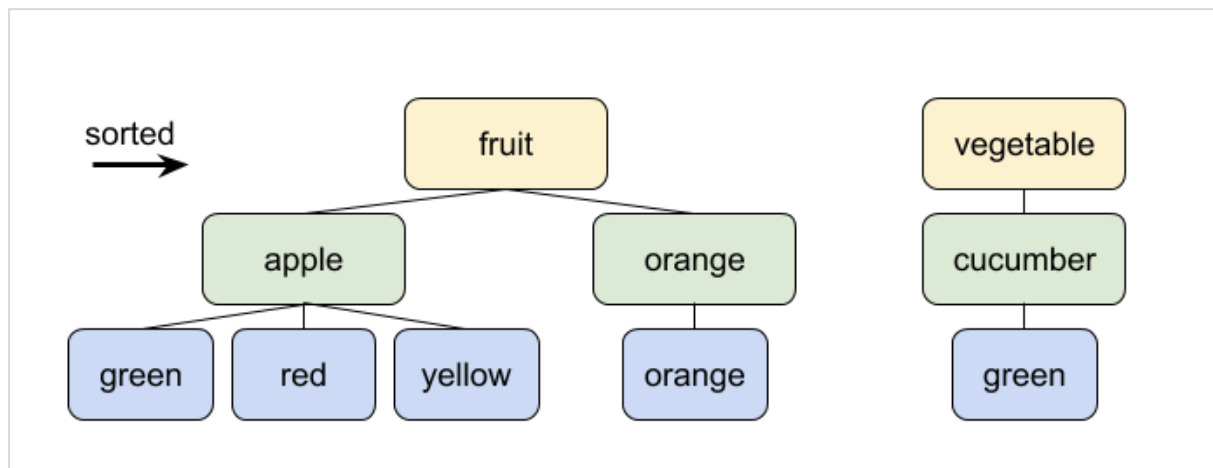 sorted
fruit
vegetable
apple
orange
cucumber
green
red
yellow
orange
green